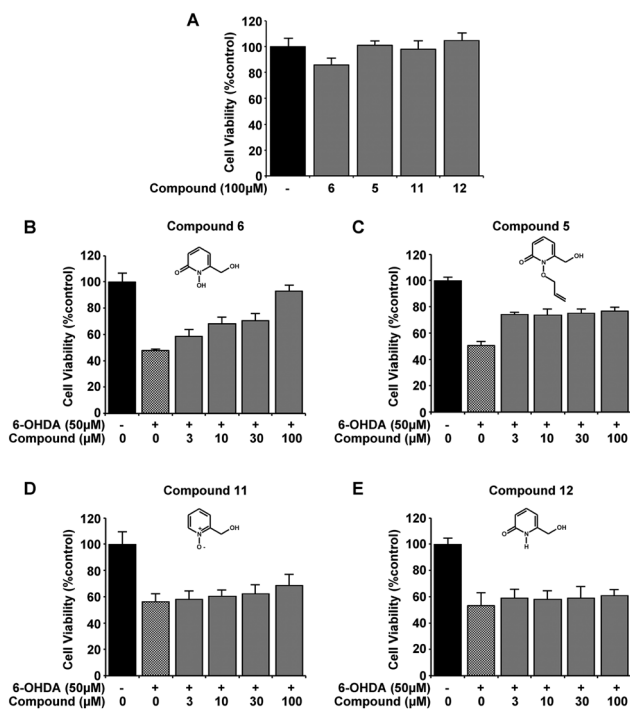 A
Cell Viability (%control)
120
100
80
60
40
20
0
Compound (100µM) - 6 5 11 12
B
Compound 6
O
N
OH
OH
Cell Viability (%control)
120
100
80
60
40
20
0
6-OHDA (50µM) - + + + + +
Compound (µM) 0 0 3 10 30 100
C
Compound 5
O
N
O
OH
Cell Viability (%control)
120
100
80
60
40
20
0
6-OHDA (50µM) - + + + + +
Compound (µM) 0 0 3 10 30 100
D
Compound 11
N
+
O -
OH
Cell Viability (%control)
120
100
80
60
40
20
0
6-OHDA (50µM) - + + + + +
Compound (µM) 0 0 3 10 30 100
E
Compound 12
O
N
H
OH
Cell Viability (%control)
120
100
80
60
40
20
0
6-OHDA (50µM) - + + + + +
Compound (µM) 0 0 3 10 30 100